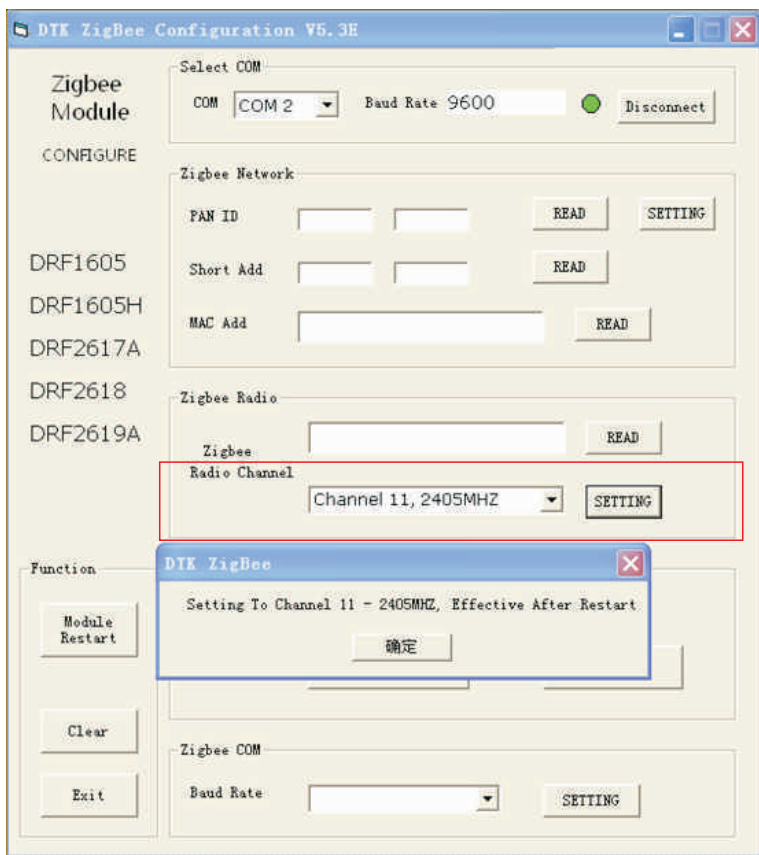 DTK ZigBee Configuration V5.3E
Zigbee
Module
CONFIGURE
DRF1605
DRF1605H
DRF2617A
DRF2618
DRF2619A
Select COM
COM COM 2 Baud Rate 9600 Disconnect
Zigbee Network
PAN ID READ SETTING
Short Add READ
MAC Add READ
Zigbee Radio
Zigbee
Radio Channel
READ
Channel 11, 2405MHZ SETTING
DTK ZigBee
Setting To Channel 11 - 2405MHZ, Effective After Restart
确定
Function
Module
Restart
Clear
Exit
Zigbee COM
Baud Rate SETTING